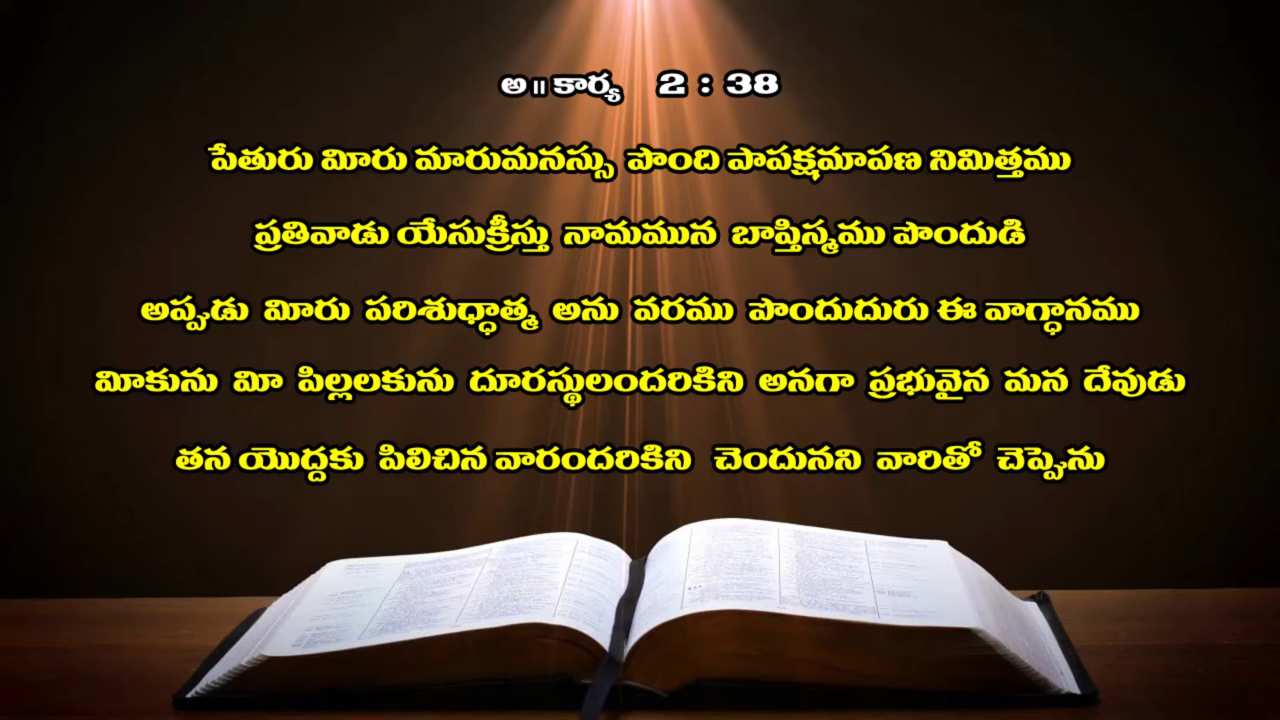 అ॥ కార్య 2 : 38
పేతురు మీరు మారుమనస్సు పొంది పాపక్షమాపణ నిమిత్తము
ప్రతివాడు యేసుక్రీస్తు నామమున బాప్తిస్మము పొందుడి
అప్పుడు మీరు పరిశుధ్ధాత్మ అను వరము పొందుదురు ఈ వాగ్ధానము
మీకును మీ పిల్లలకును దూరస్థులందరికిని అనగా ప్రభువైన మన దేవుడు
తన యొద్దకు పిలిచిన వారందరికిని చెందునని వారితో చెప్పెను